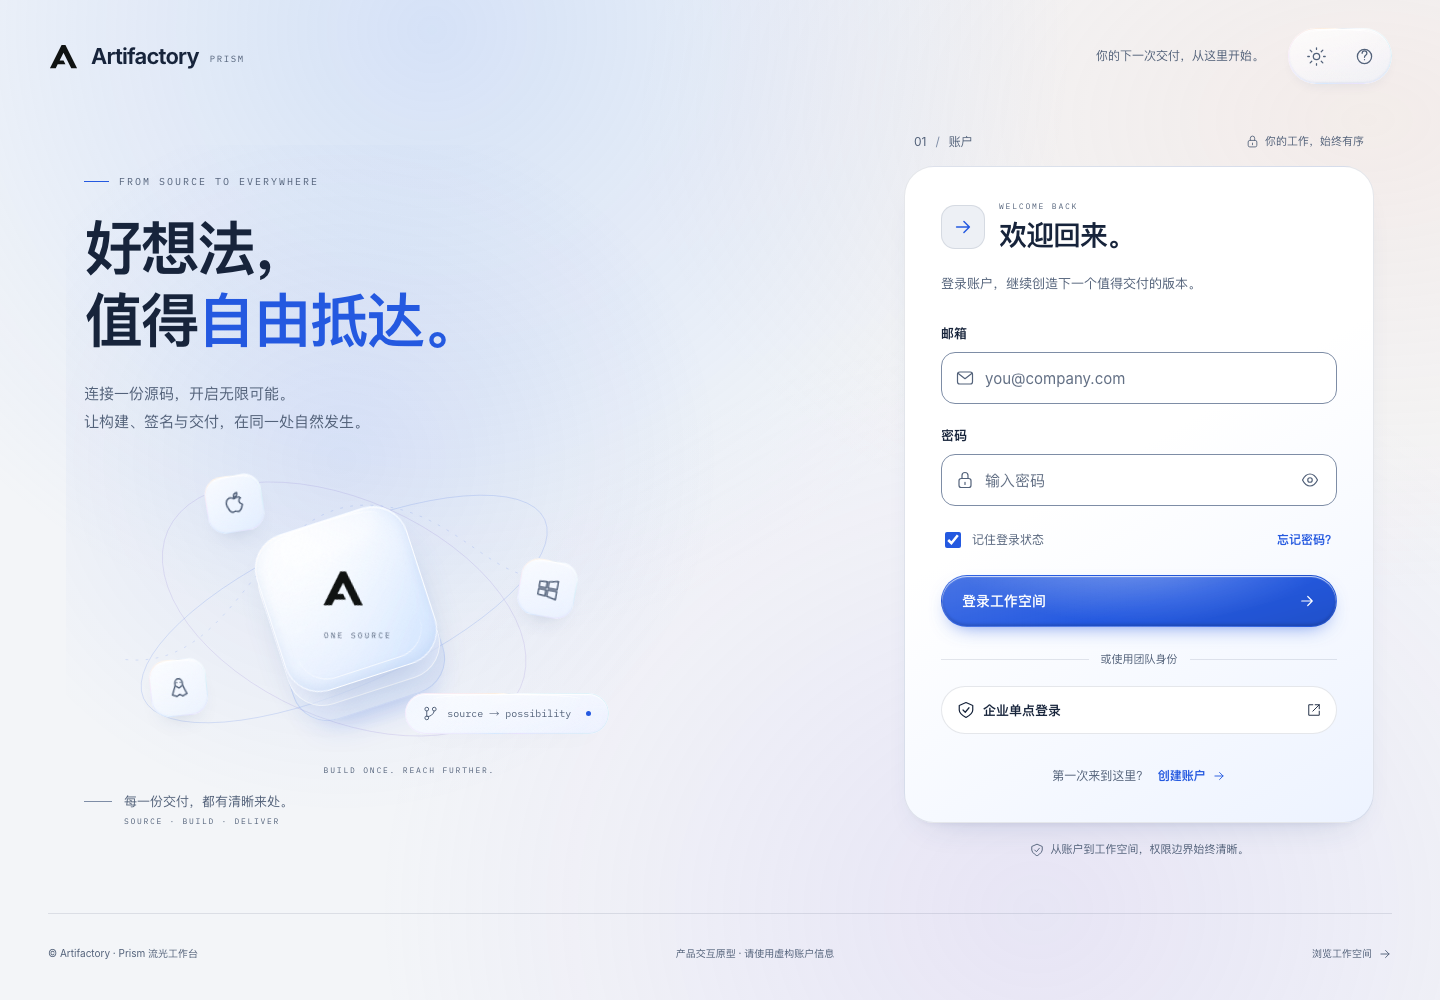 Artifactory PRISM
你的下一次交付，从这里开始。
FROM SOURCE TO EVERYWHERE
好想法，
值得自由抵达。
连接一份源码，开启无限可能。
让构建、签名与交付，在同一处自然发生。
ONE SOURCE
source → possibility
BUILD ONCE. REACH FURTHER.
每一份交付，都有清晰来处。
SOURCE · BUILD · DELIVER
01 / 账户
你的工作，始终有序
WELCOME BACK
欢迎回来。
登录账户，继续创造下一个值得交付的版本。
邮箱
you@company.com
密码
输入密码
记住登录状态
忘记密码?
登录工作空间
或使用团队身份
企业单点登录
第一次来到这里？ 创建账户
从账户到工作空间，权限边界始终清晰。
© Artifactory · Prism 流光工作台
产品交互原型 · 请使用虚构账户信息
浏览工作空间